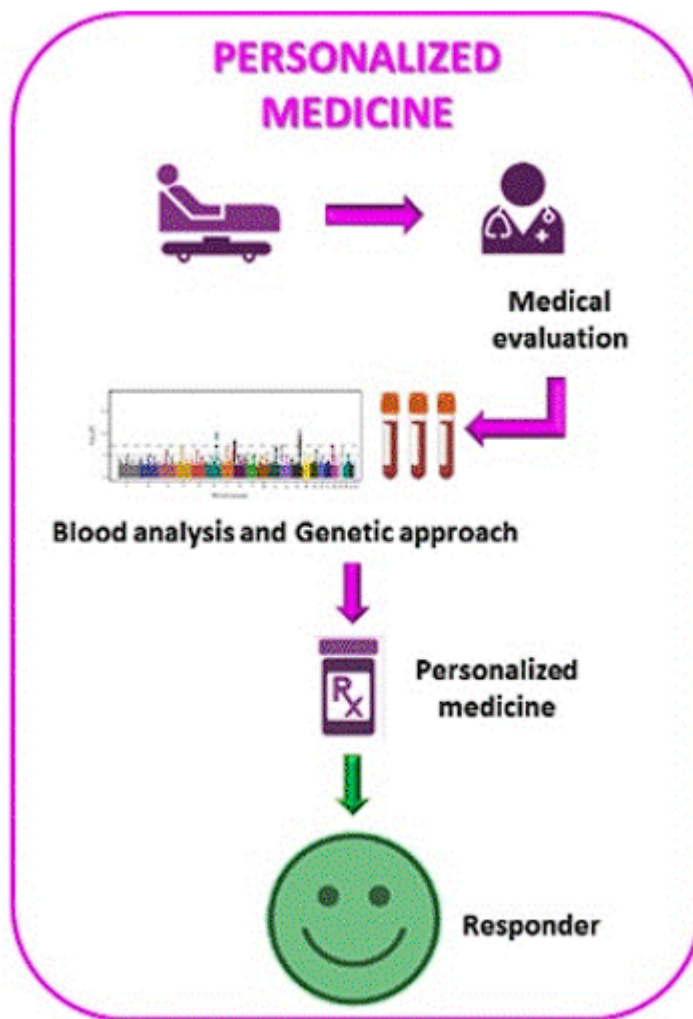 PERSONALIZED
MEDICINE
Medical
evaluation
Blood analysis and Genetic approach
Rx
Personalized
medicine
Responder